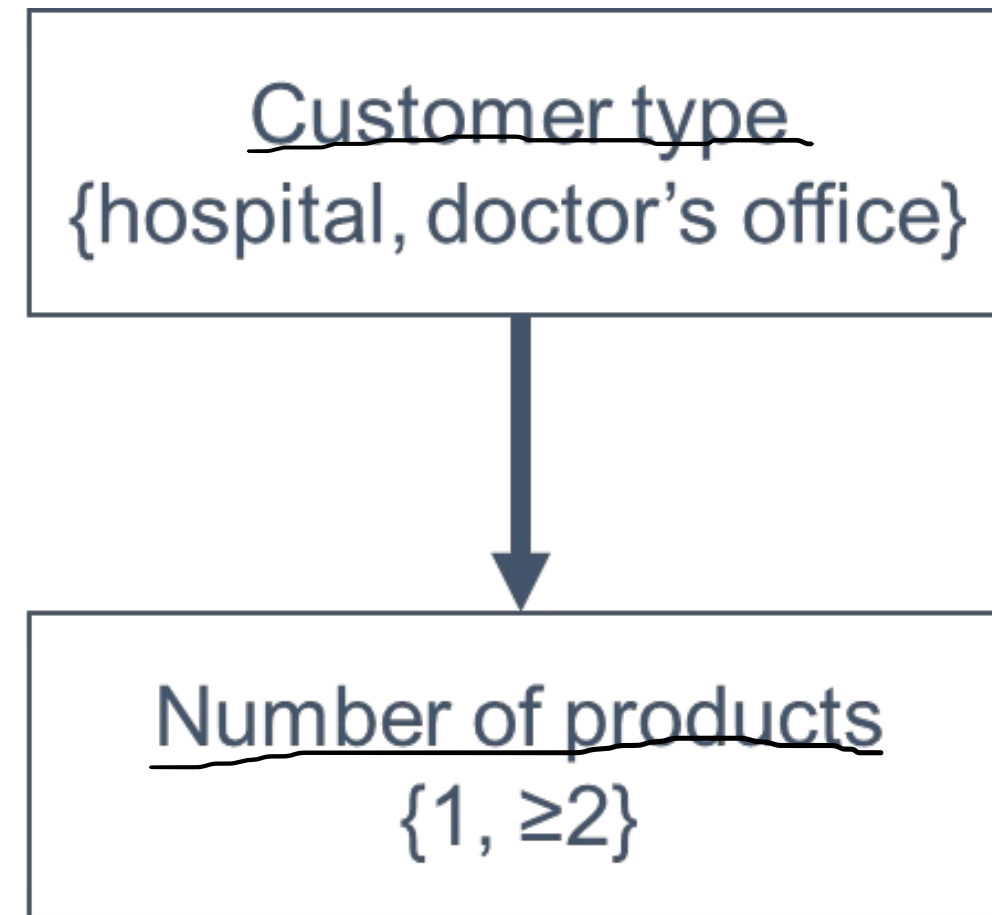 Customer type
{hospital, doctor’s office}
Number of products
{1, ≥2}